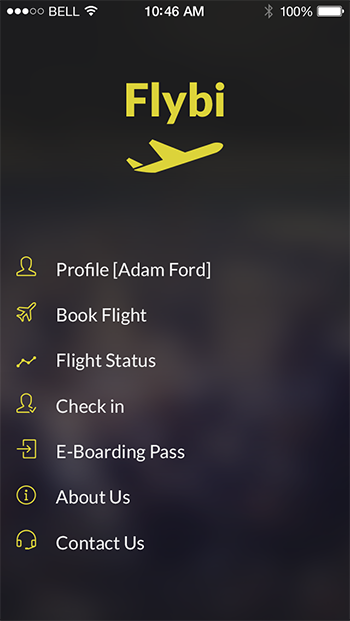 BELL 10:46 AM 100%
Flybi
Profile [Adam Ford]
Book Flight
Flight Status
Check in
E-Boarding Pass
About Us
Contact Us